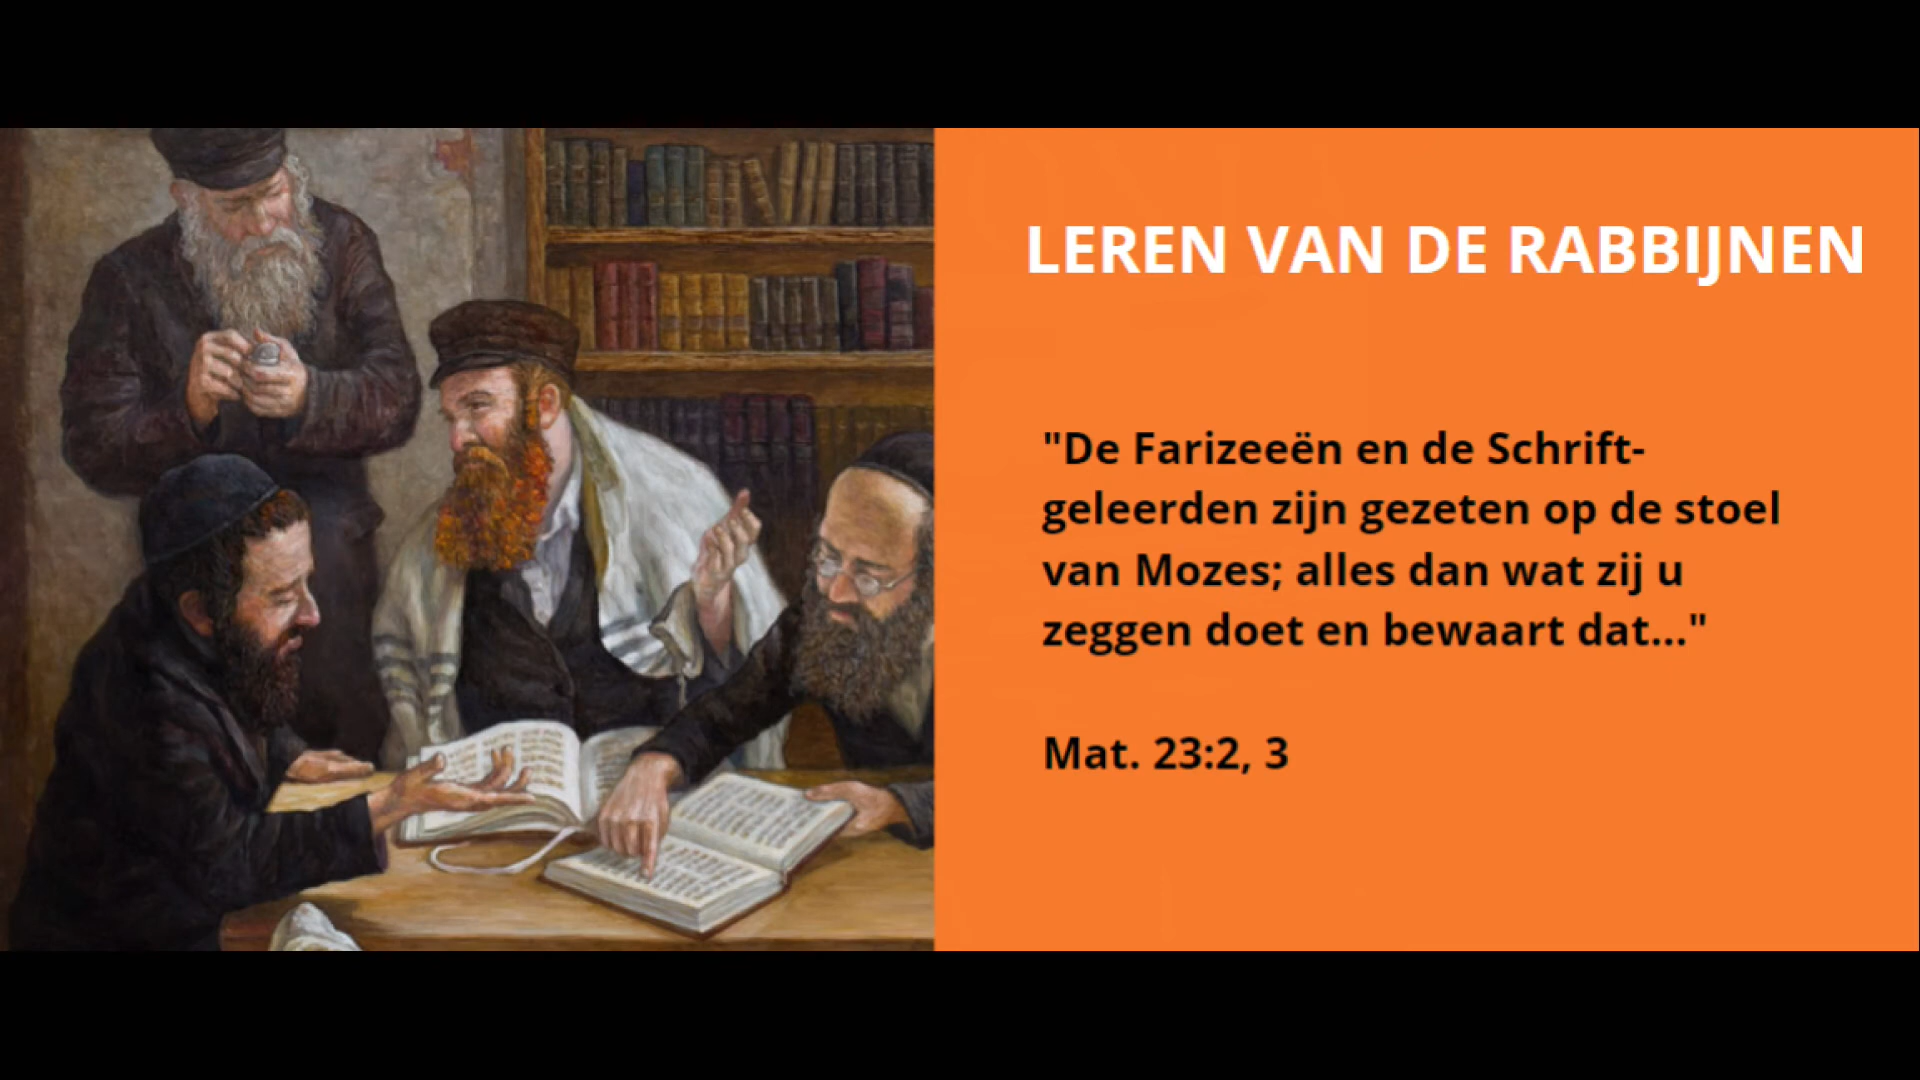 LEREN VAN DE RABBIJNEN
"De Farizeeën en de Schrift-
geleerden zijn gezeten op de stoel
van Mozes; alles dan wat zij u
zeggen doet en bewaart dat..."
Mat. 23:2, 3